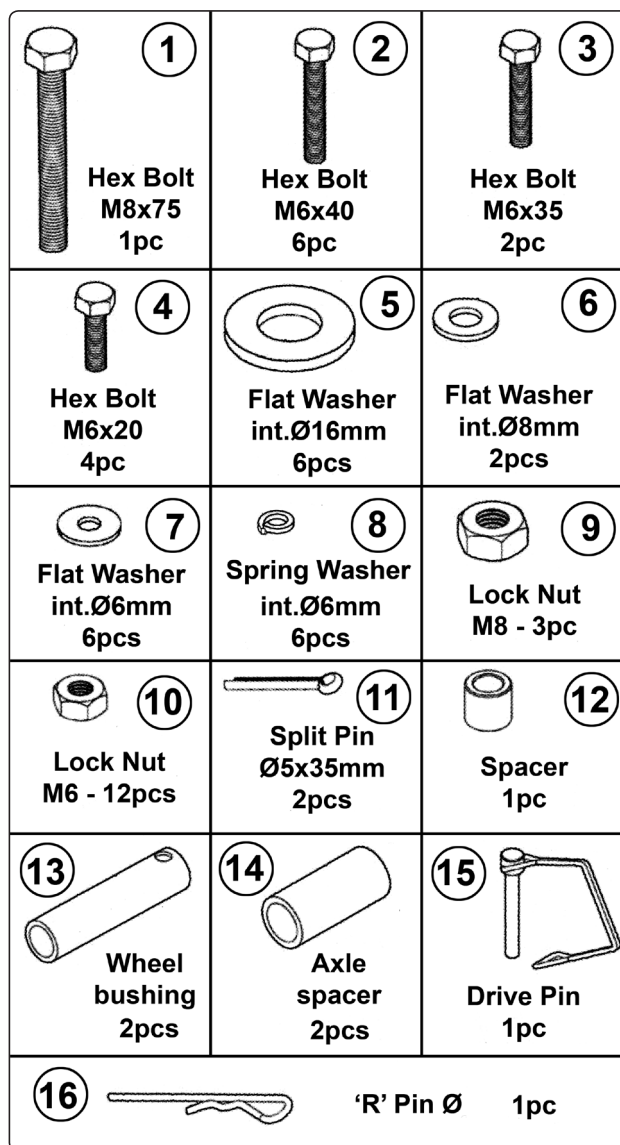 1
Hex Bolt
M8x75
1pc
2
Hex Bolt
M6x40
6pc
3
Hex Bolt
M6x35
2pc
4
Hex Bolt
M6x20
4pc
5
Flat Washer
int.Ø16mm
6pcs
6
Flat Washer
int.Ø8mm
2pcs
7
Flat Washer
int.Ø6mm
6pcs
8
Spring Washer
int.Ø6mm
6pcs
9
Lock Nut
M8 - 3pc
10
Lock Nut
M6 - 12pcs
11
Split Pin
Ø5x35mm
2pcs
12
Spacer
1pc
13
Wheel
bushing
2pcs
14
Axle
spacer
2pcs
15
Drive Pin
1pc
16
‘R’ Pin Ø 1pc